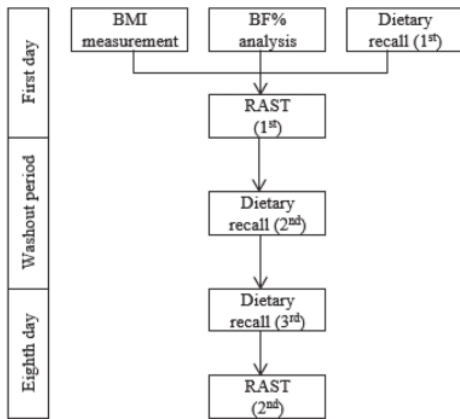 BMI
measurement
BF%
analysis
Dietary
recall (1st)
First day
RAST
(1st)
Washout period
Dietary
recall (2nd)
Eighth day
Dietary
recall (3rd)
RAST
(2nd)